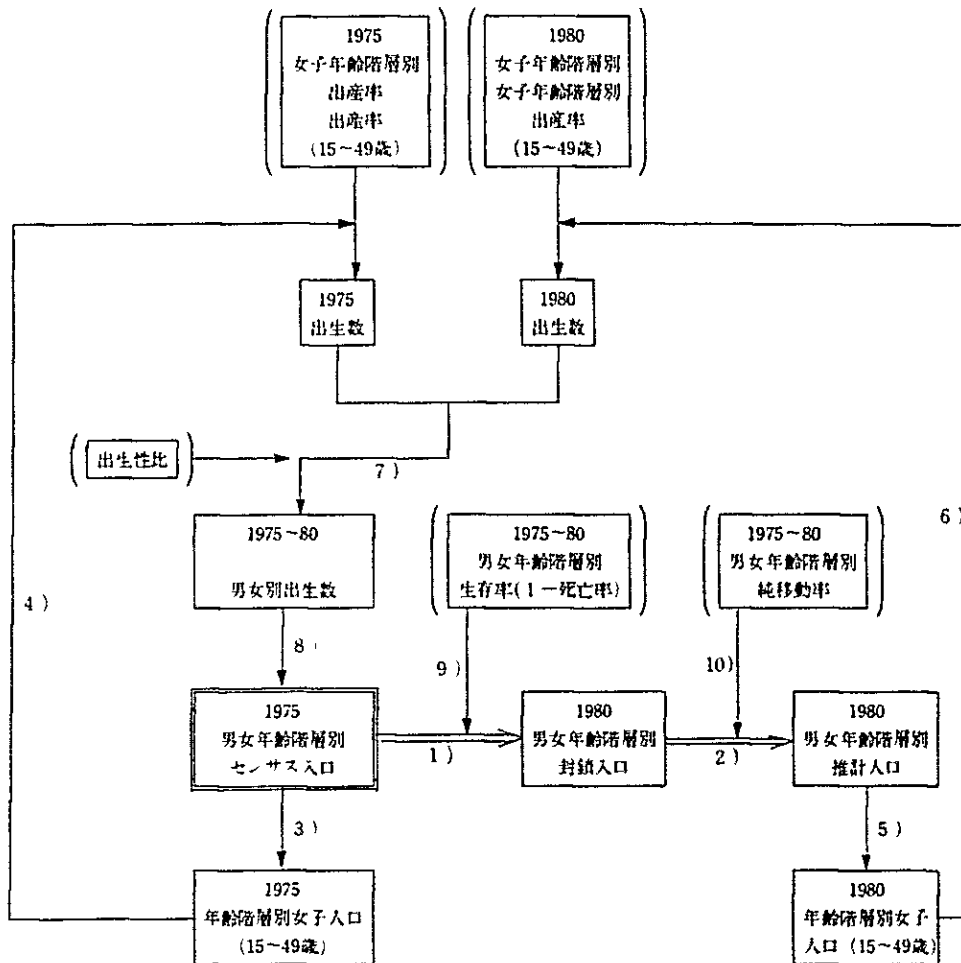 1975
女子年齢階層別
出産率
出産率
(15~49歳)
1980
女子年齢階層別
女子年齢階層別
出産率
(15~49歳)
1975
出生数
1980
出生数
出生性比
7)
1975~80
男女別出生数
1975~80
男女年齢階層別
生存率(1-死亡率)
1975~80
男女年齢階層別
純移動率
6)
4)
8)
9)
10)
1975
男女年齢階層別
センサス人口
1)
1980
男女年齢階層別
封鎖人口
2)
1980
男女年齢階層別
推計人口
3)
5)
1975
年齢階層別女子人口
(15~49歳)
1980
年齢階層別女子
人口(15~49歳)